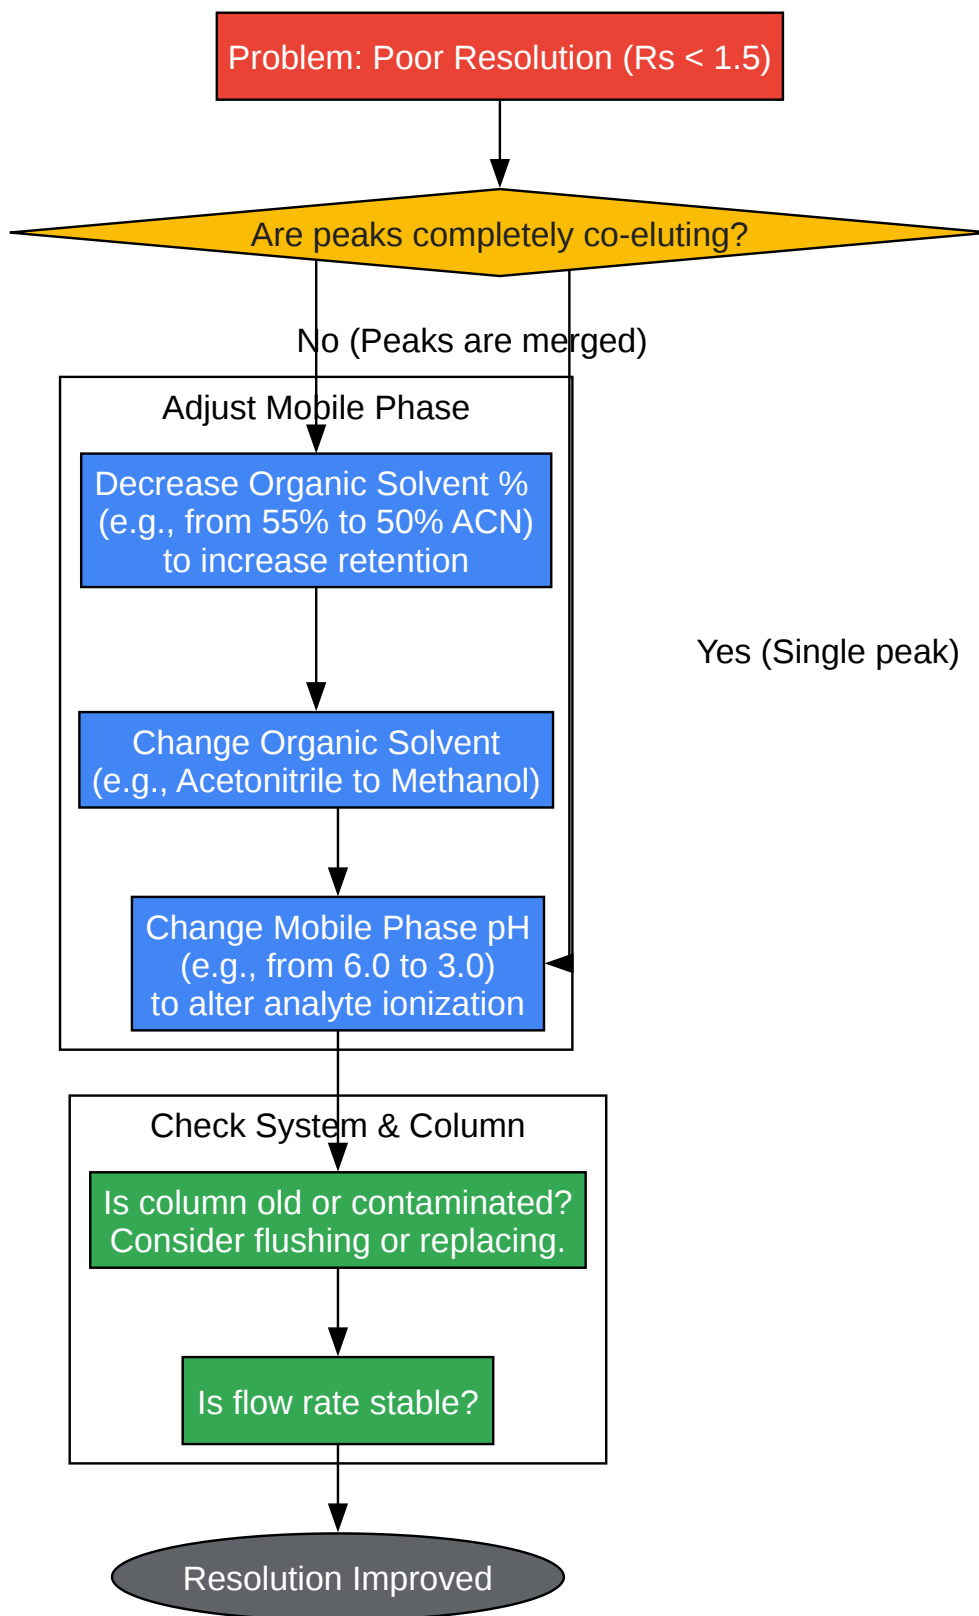 Problem: Poor Resolution (Rs < 1.5)
Are peaks completely co-eluting?
No (Peaks are merged)
Adjust Mobile Phase
Decrease Organic Solvent %
(e.g., from 55% to 50% ACN)
to increase retention
Yes (Single peak)
Change Organic Solvent
(e.g., Acetonitrile to Methanol)
Change Mobile Phase pH
(e.g., from 6.0 to 3.0)
to alter analyte ionization
Check System & Column
Is column old or contaminated?
Consider flushing or replacing.
Is flow rate stable?
Resolution Improved